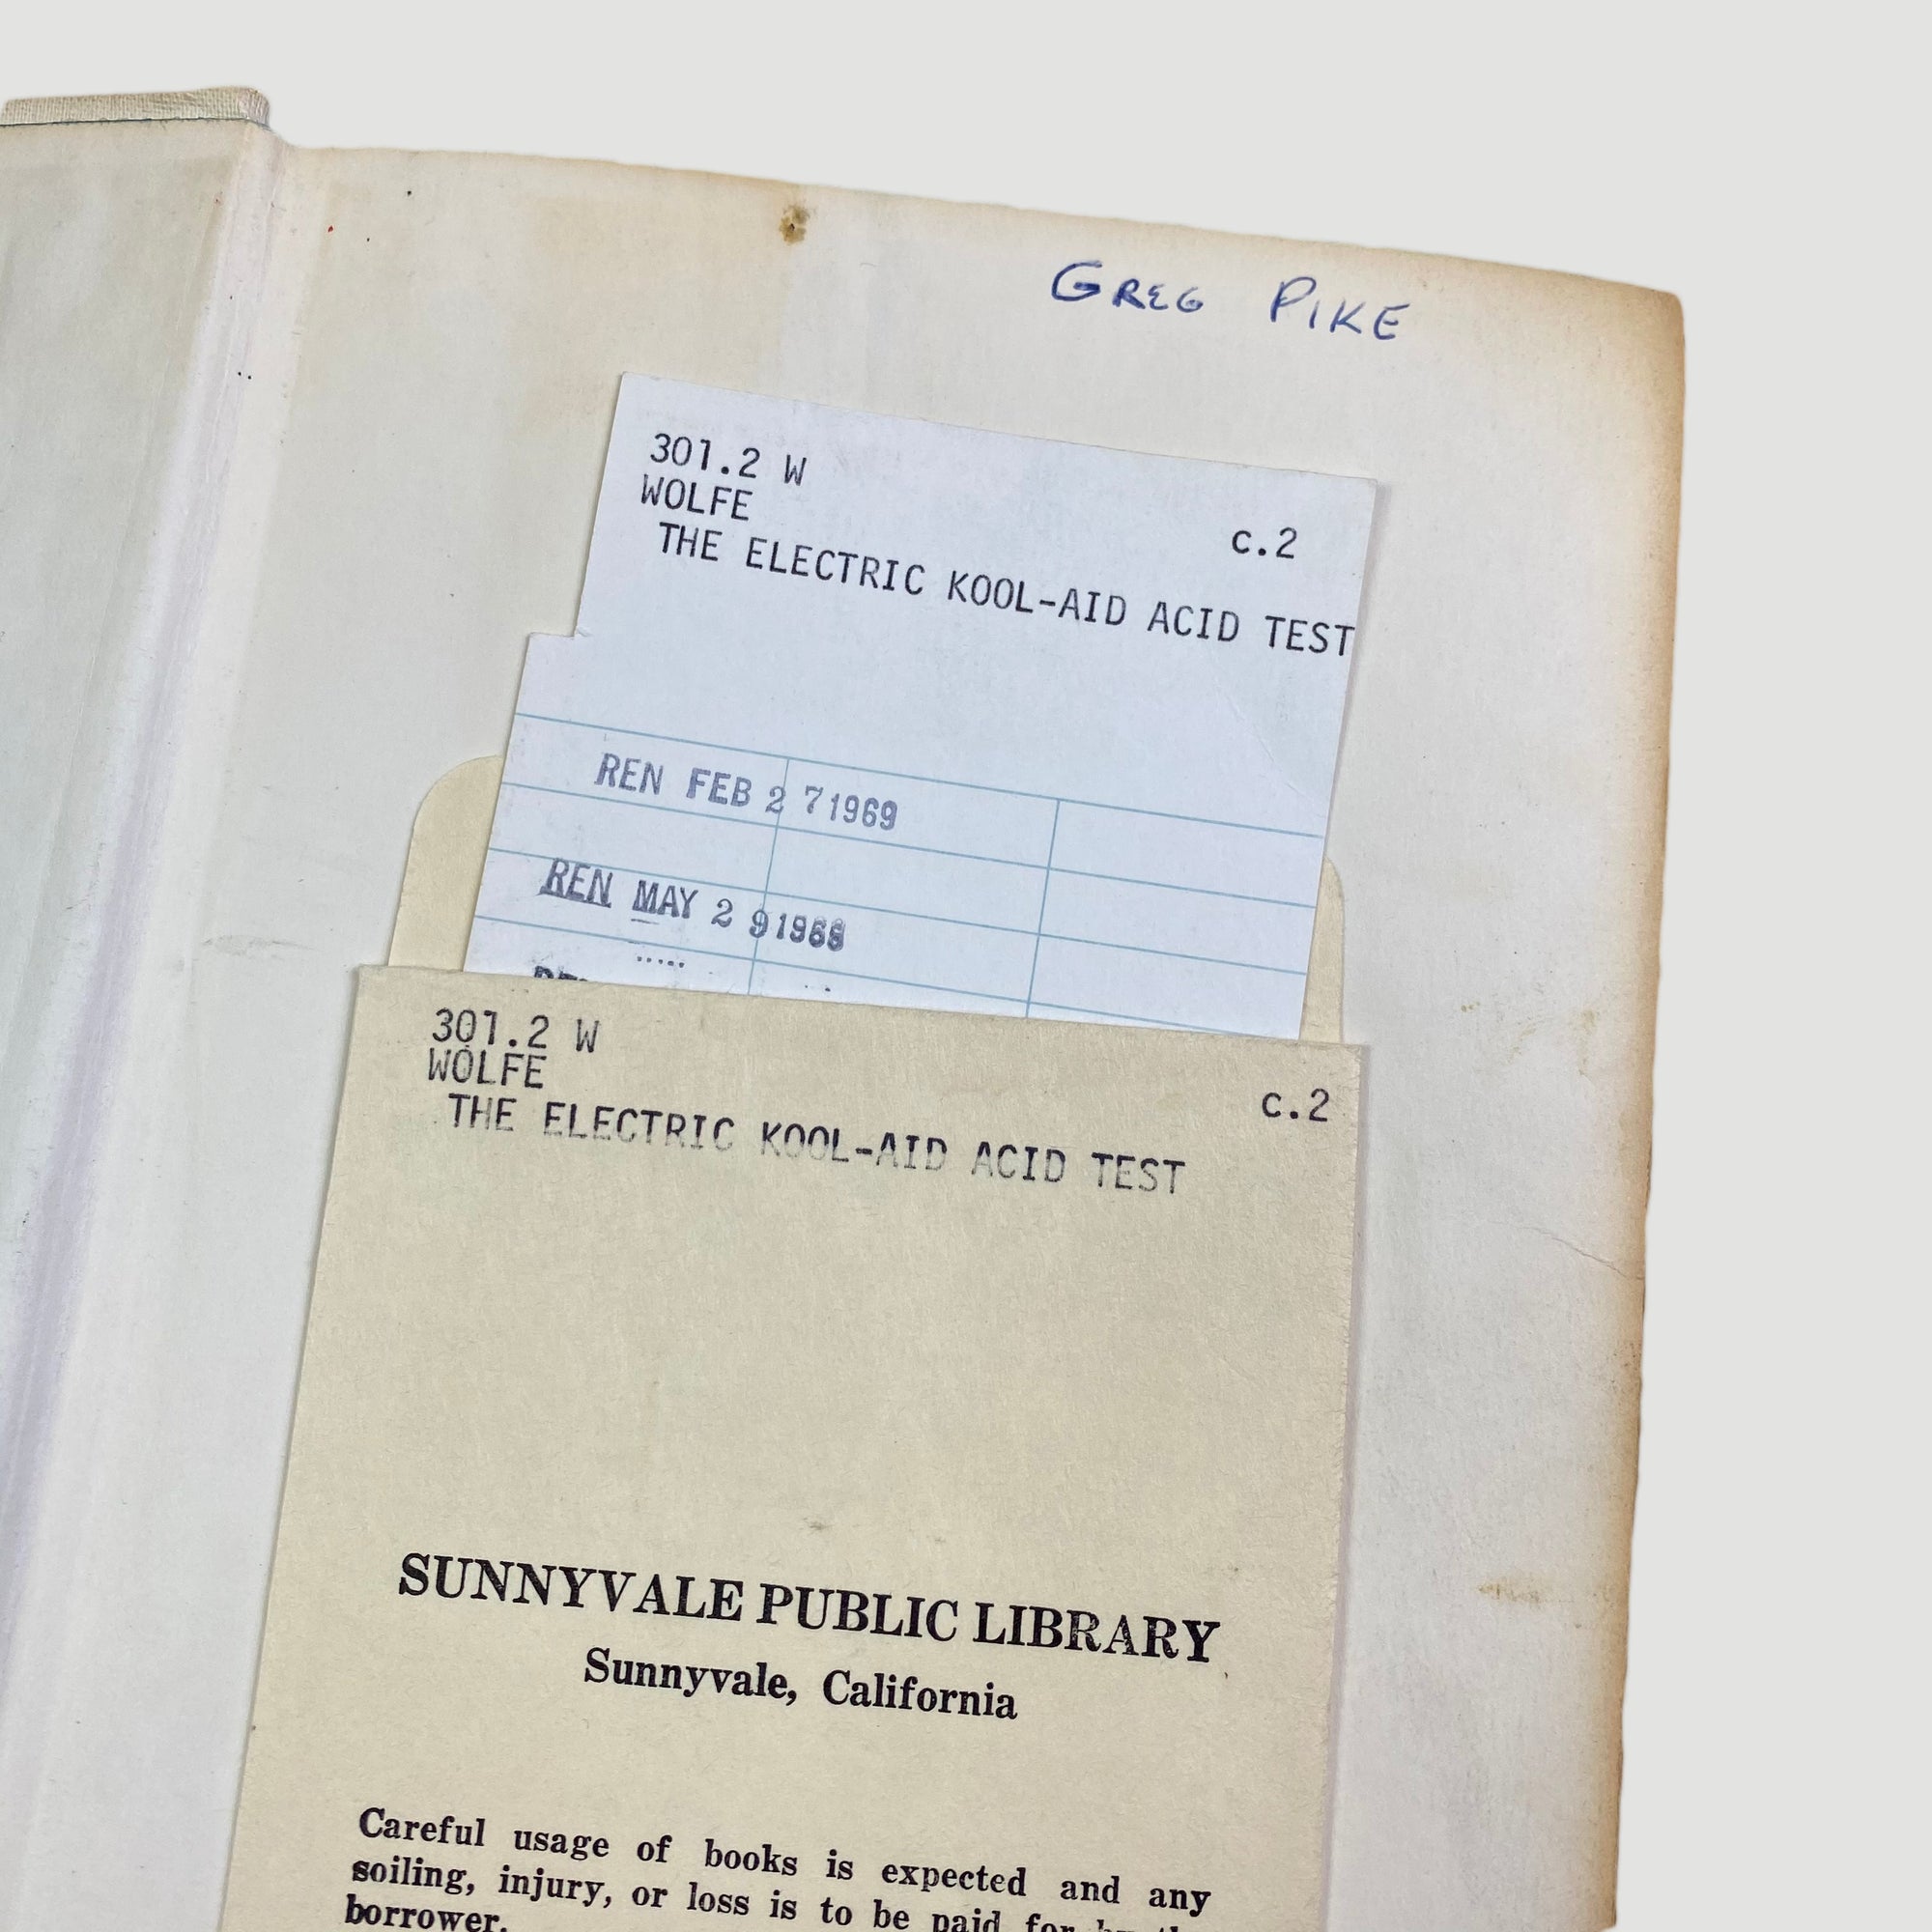 GREG PIKE
301.2 W
WOLFE
c.2
THE ELECTRIC KOOL-AID ACID TEST
REN FEB 2 7 1969
REN MAY 2 9
301.2 W
WOLFE
c.2
THE ELECTRIC KOOL-AID ACID TEST
SUNNYVALE PUBLIC LIBRARY
Sunnyvale, California
Careful usage of books is expected and any
soiling, injury, or loss is to be paid for
borrower.